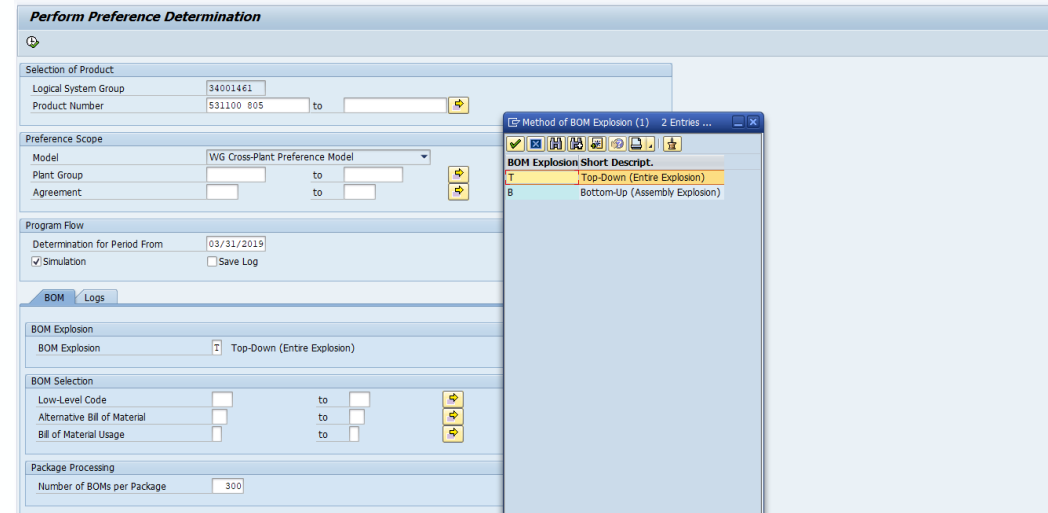 Perform Preference Determination
Selection of Product
Logical System Group 34001461
Product Number 531100 805 to
Preference Scope
Model WG Cross-Plant Preference Model
Plant Group to
Agreement to
Program Flow
Determination for Period From 03/31/2019
Simulation Save Log
BOM Logs
BOM Explosion
BOM Explosion T Top-Down (Entire Explosion)
BOM Selection
Low-Level Code to
Alternative Bill of Material to
Bill of Material Usage to
Package Processing
Number of BOMs per Package 300
Method of BOM Explosion (1) 2 Entries ...
BOM Explosion Short Descript.
T Top-Down (Entire Explosion)
B Bottom-Up (Assembly Explosion)